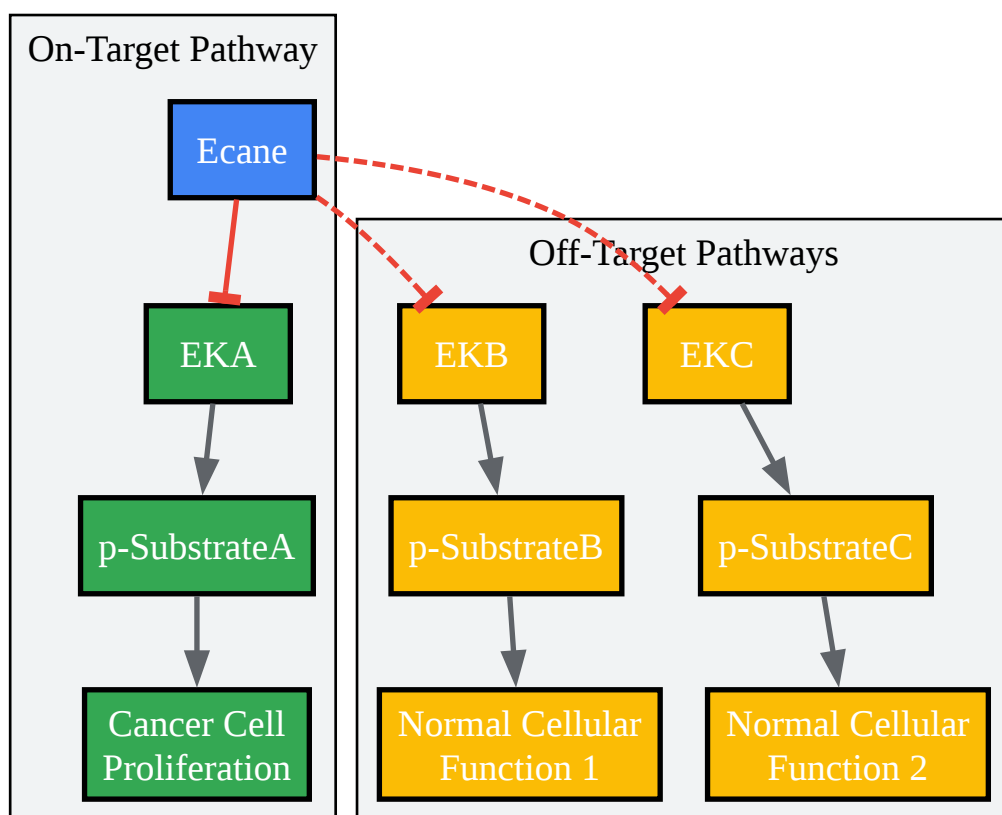 On-Target Pathway
Ecane
Off-Target Pathways
EKA
EKB
EKC
p-SubstrateA
p-SubstrateB
p-SubstrateC
Cancer Cell
Proliferation
Normal Cellular
Function 1
Normal Cellular
Function 2